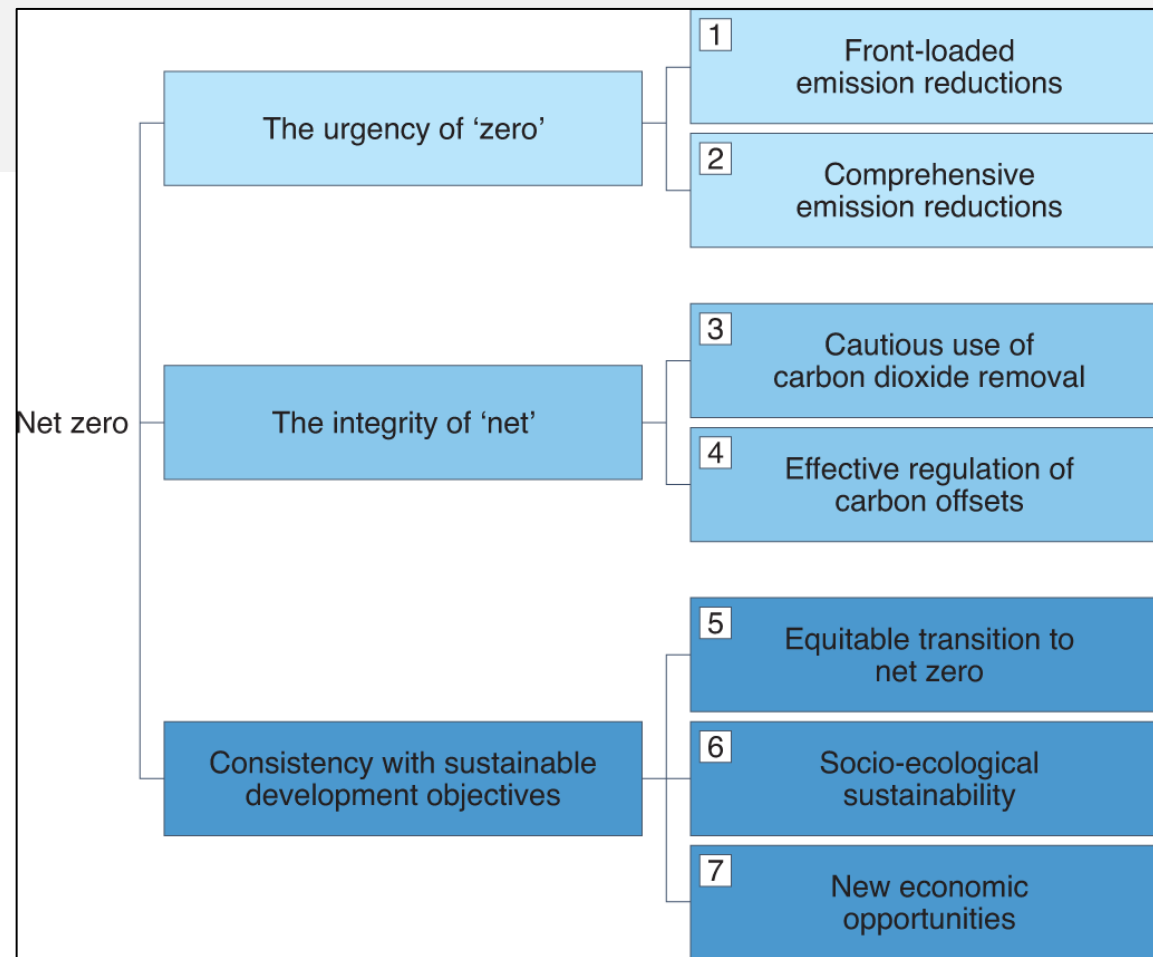 Net zero
The urgency of ‘zero’
1
Front-loaded
emission reductions
2
Comprehensive
emission reductions
The integrity of ‘net’
3
Cautious use of
carbon dioxide removal
4
Effective regulation of
carbon offsets
Consistency with sustainable
development objectives
5
Equitable transition to
net zero
6
Socio-ecological
sustainability
7
New economic
opportunities